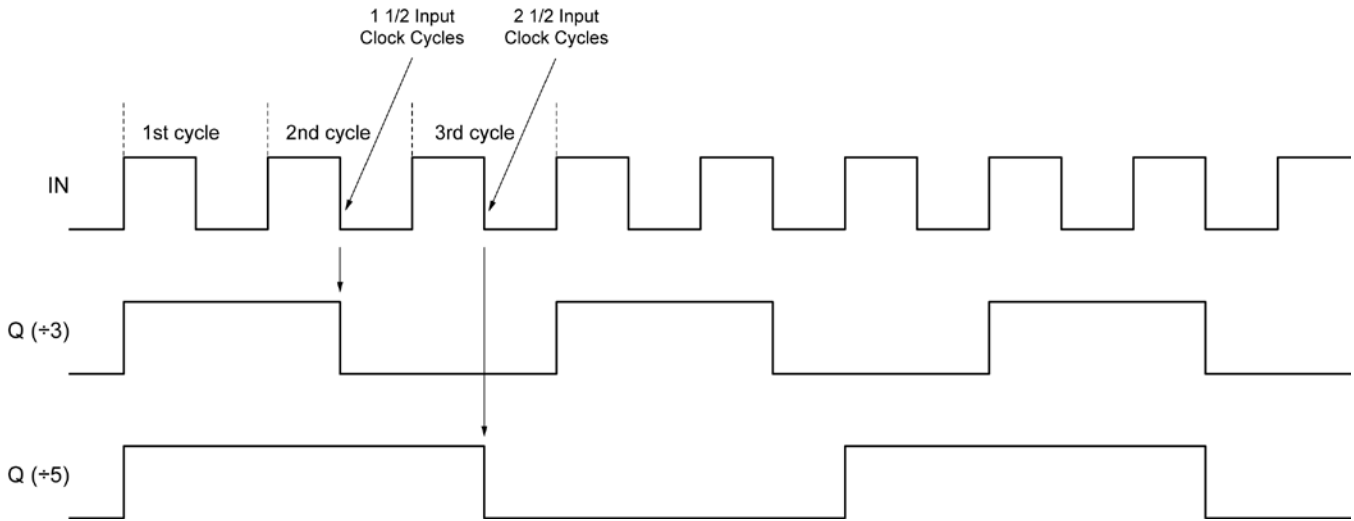 1 1/2 Input
Clock Cycles
2 1/2 Input
Clock Cycles
1st cycle
2nd cycle
3rd cycle
IN
Q (÷3)
Q (÷5)